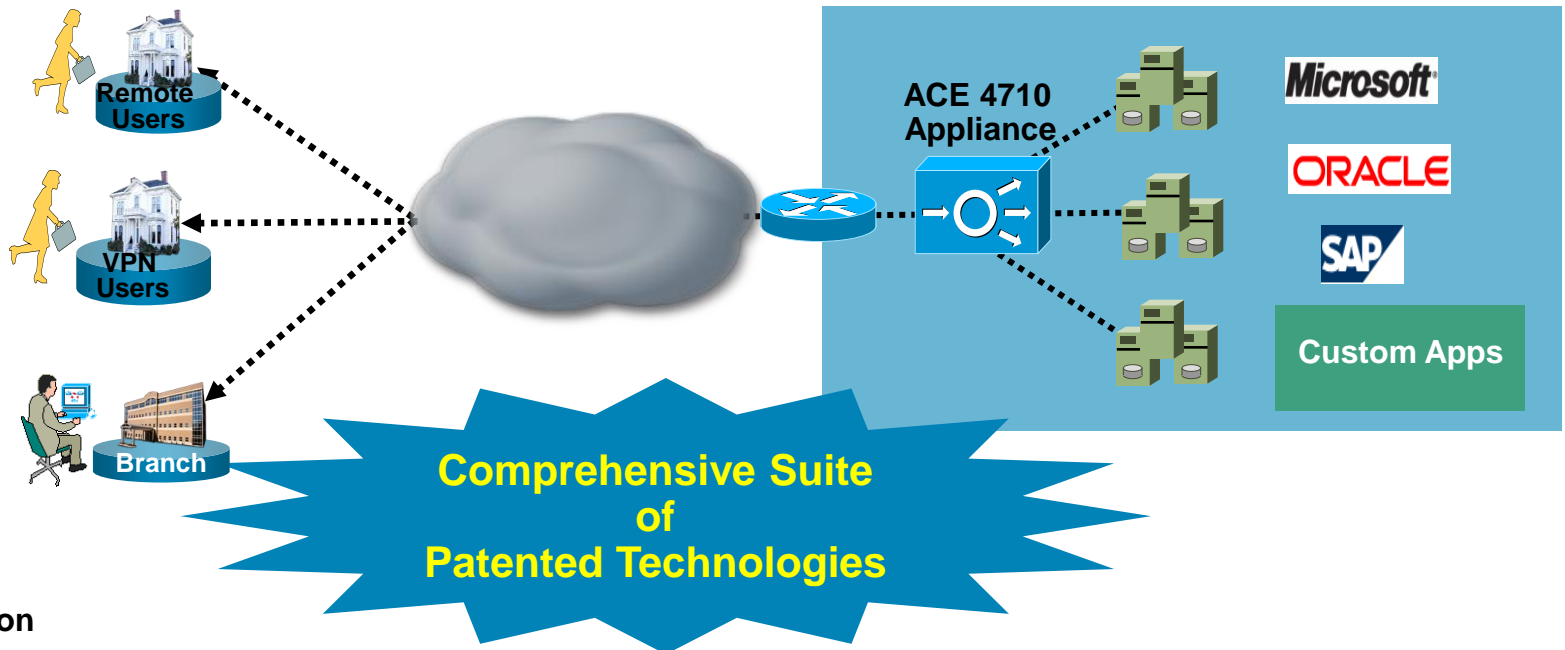 Remote
Users
VPN
Users
Branch
ACE 4710
Appliance
Microsoft
ORACLE
SAP
Custom Apps
Comprehensive Suite
of
Patented Technologies
on